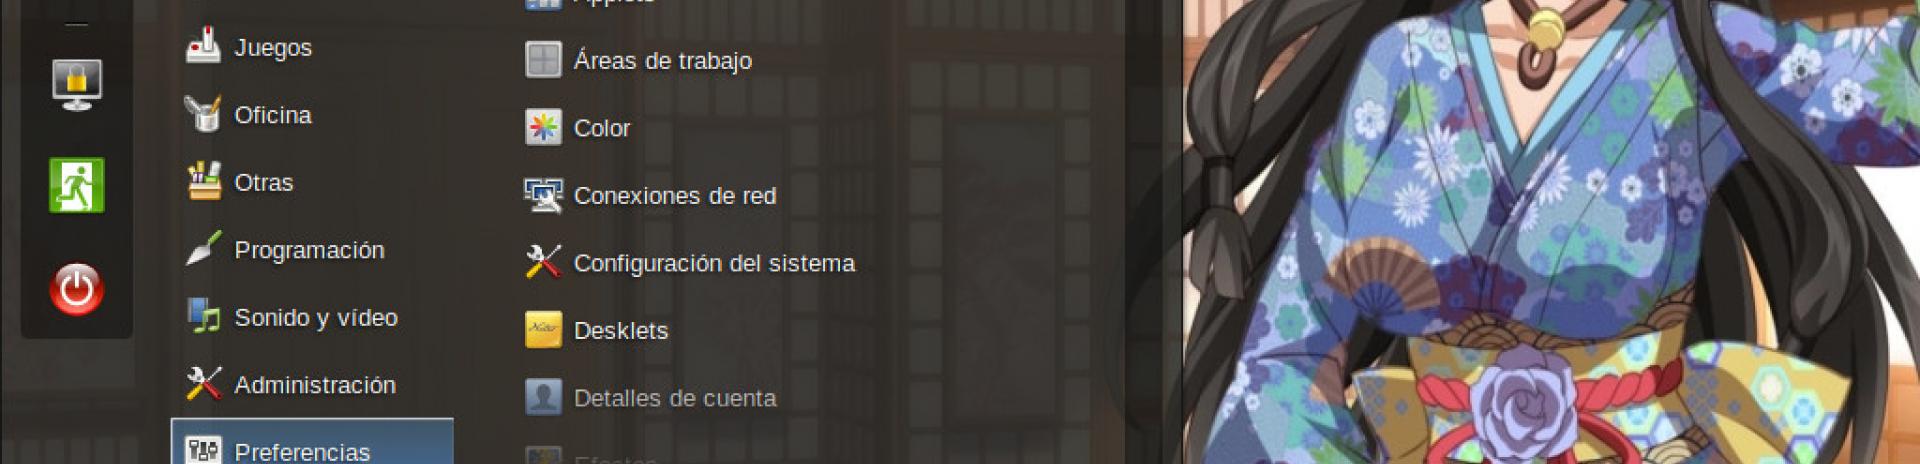 Juegos
Oficina
Otras
Programación
Sonido y vídeo
Administración
Preferencias
Applets
Áreas de trabajo
Color
Conexiones de red
Configuración del sistema
Desklets
Detalles de cuenta